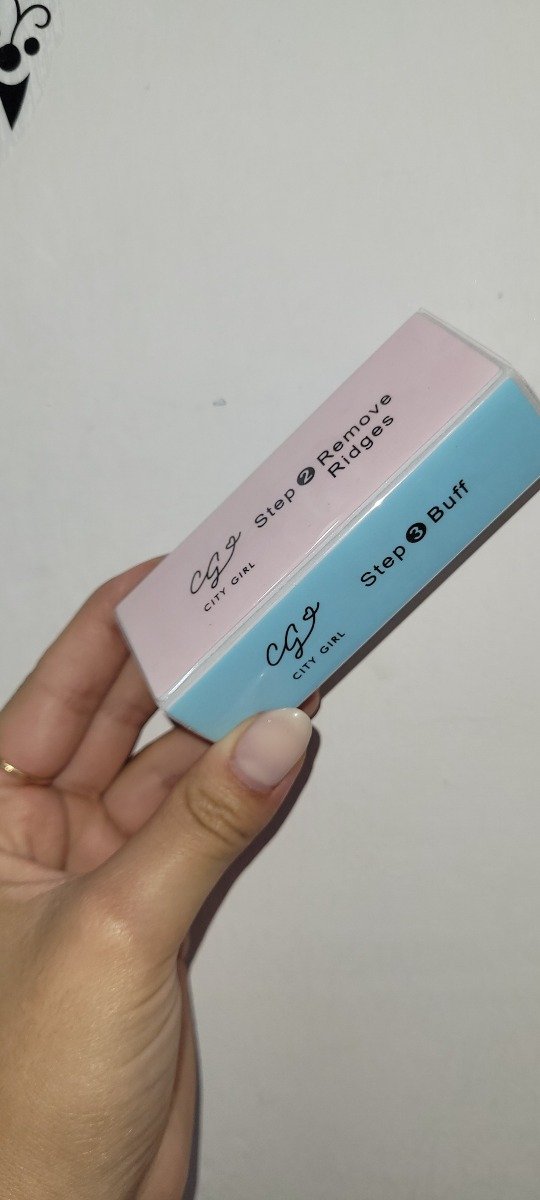 CG
CITY GIRL
Step 2 Remove
Ridges
CG
CITY GIRL
Step 3 Buff